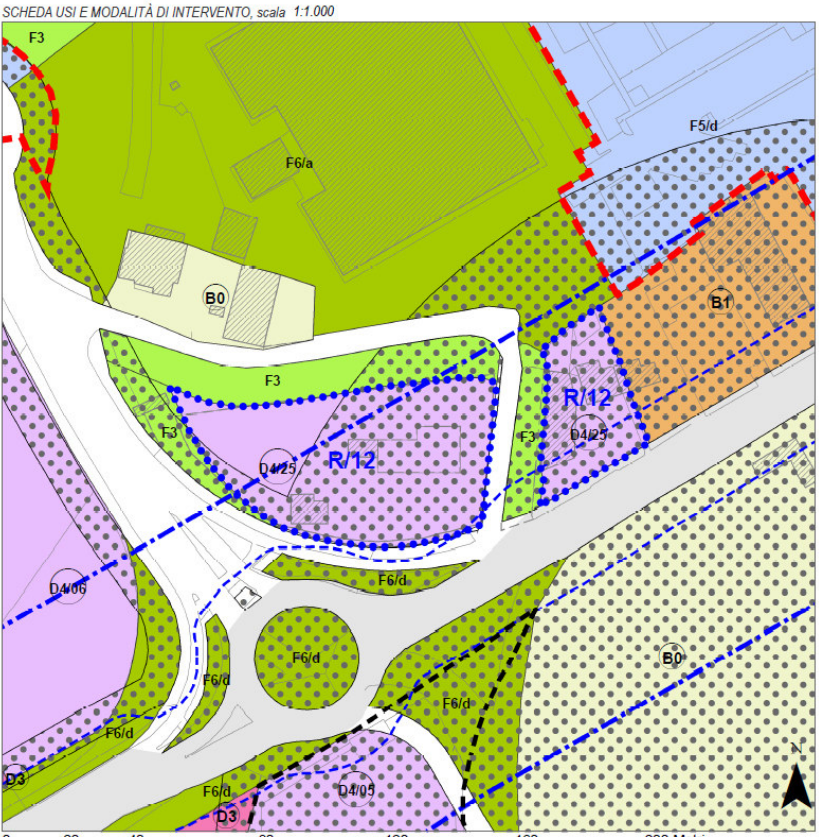 SCHEDA USI E MODALITÀ DI INTERVENTO, scala 1:1.000
F3
F5/d
F6/a
B0
B1
F3
R/12
R/12
F3
F3
D4/25
D4/25
D4/06
F6/d
F6/d
B0
F6/d
F6/d
F6/d
N
D3
F6/d
D4/05
D3